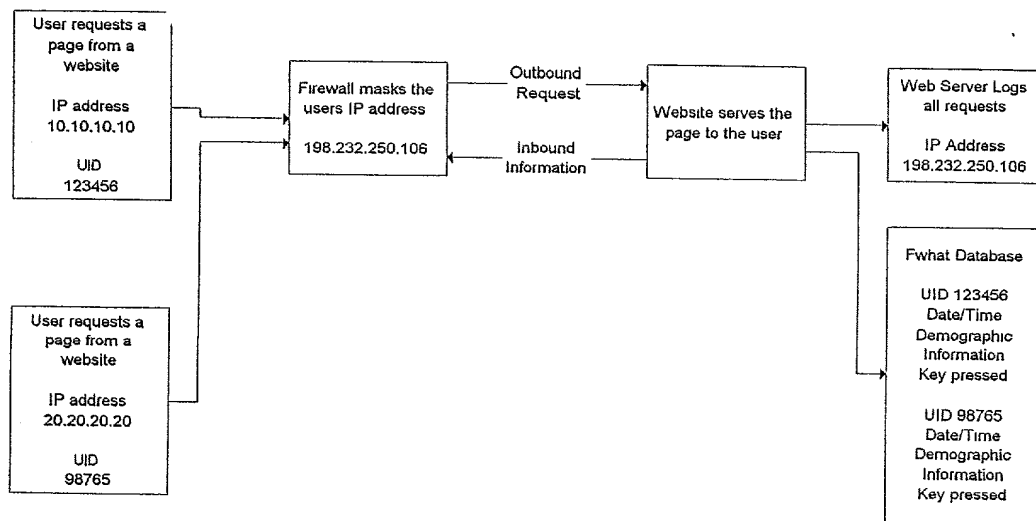 User requests a
page from a
website
IP address
10.10.10.10
UID
123456
User requests a
page from a
website
IP address
20.20.20.20
UID
98765
Firewall masks the
users IP address
198.232.250.106
Outbound
Request
Inbound
Information
Website serves the
page to the user
Web Server Logs
all requests
IP Address
198.232.250.106
Fwhat Database
UID 123456
Date/Time
Demographic
Information
Key pressed
UID 98765
Date/Time
Demographic
Information
Key pressed